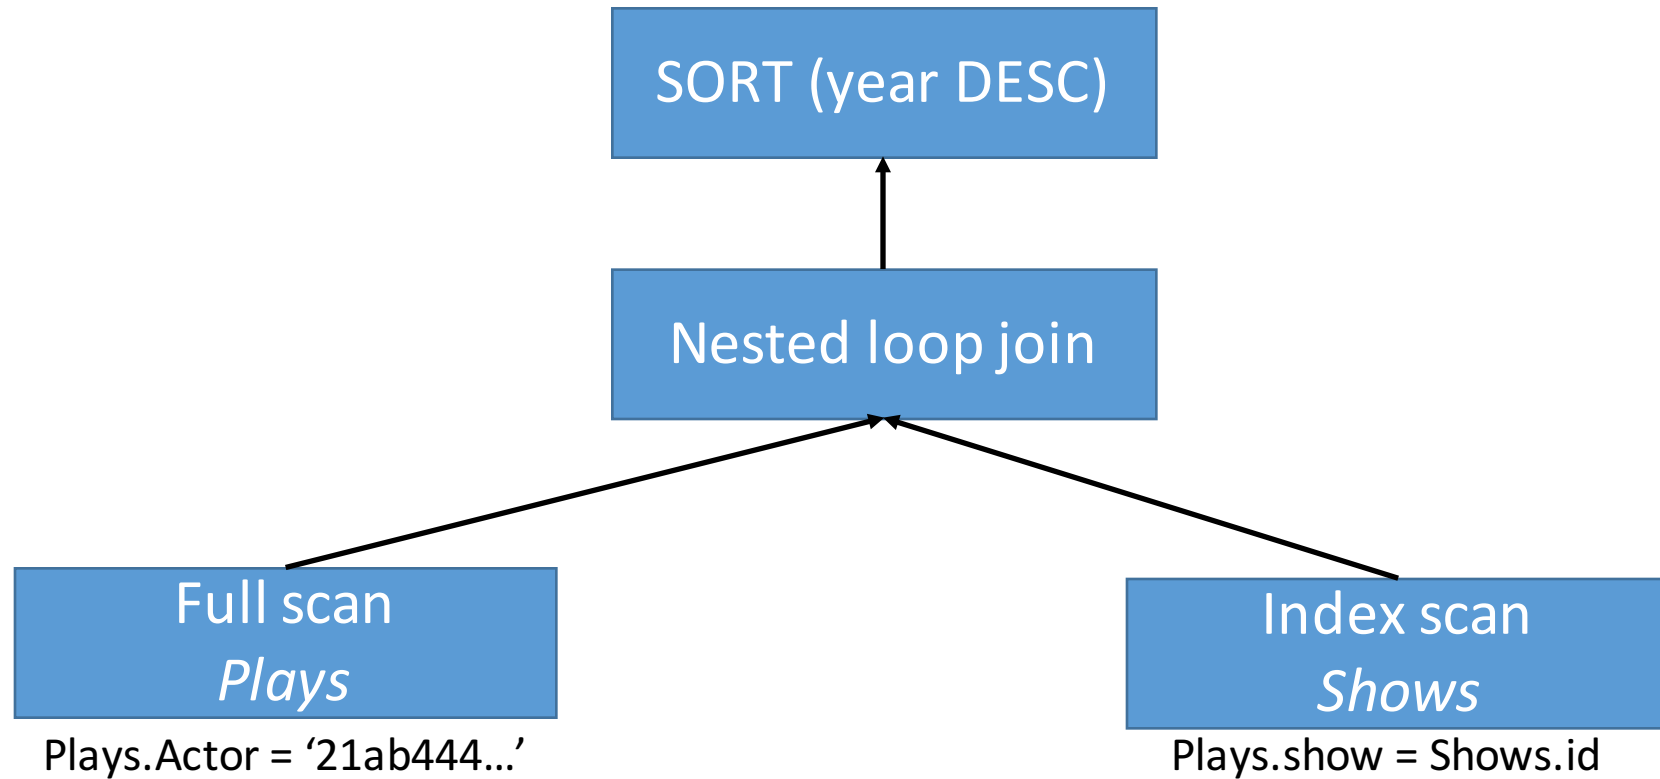 SORT (year DESC)
Nested loop join
Full scan
Plays
Plays.Actor = ‘21ab444…’
Index scan
Shows
Plays.show = Shows.id